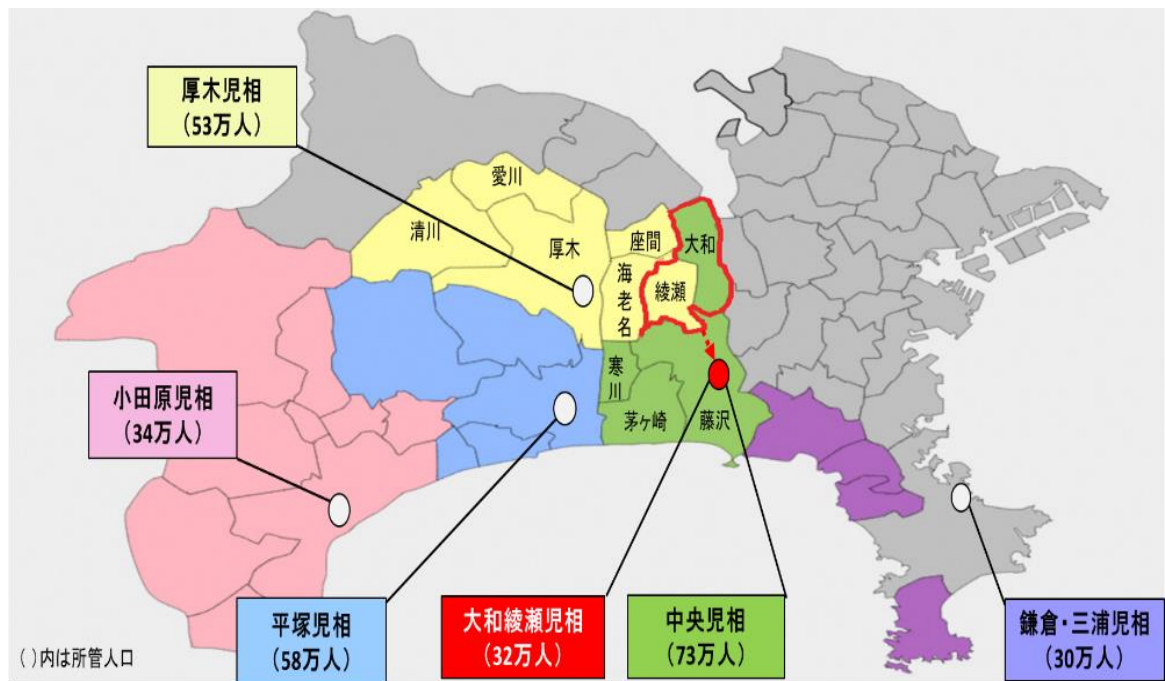 厚木児相
（53万人）
愛川
清川
厚木
座間
大和
海老名
綾瀬
寒川
茅ヶ崎
藤沢
小田原児相
（34万人）
平塚児相
（58万人）
大和綾瀬児相
（32万人）
中央児相
（73万人）
鎌倉・三浦児相
（30万人）
( )内は所管人口